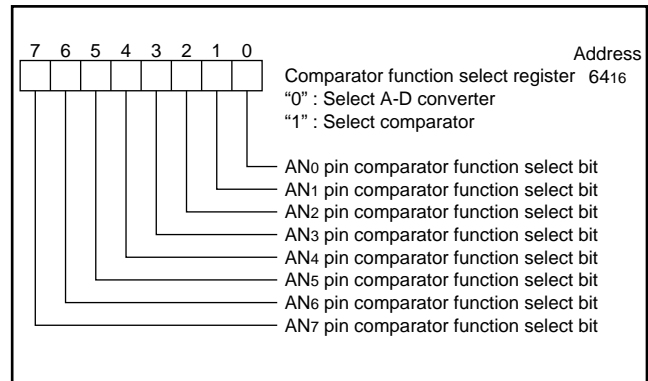 7 6 5 4 3 2 1 0
Address
Comparator function select register 6416
“0” : Select A-D converter
“1” : Select comparator
AN0 pin comparator function select bit
AN1 pin comparator function select bit
AN2 pin comparator function select bit
AN3 pin comparator function select bit
AN4 pin comparator function select bit
AN5 pin comparator function select bit
AN6 pin comparator function select bit
AN7 pin comparator function select bit